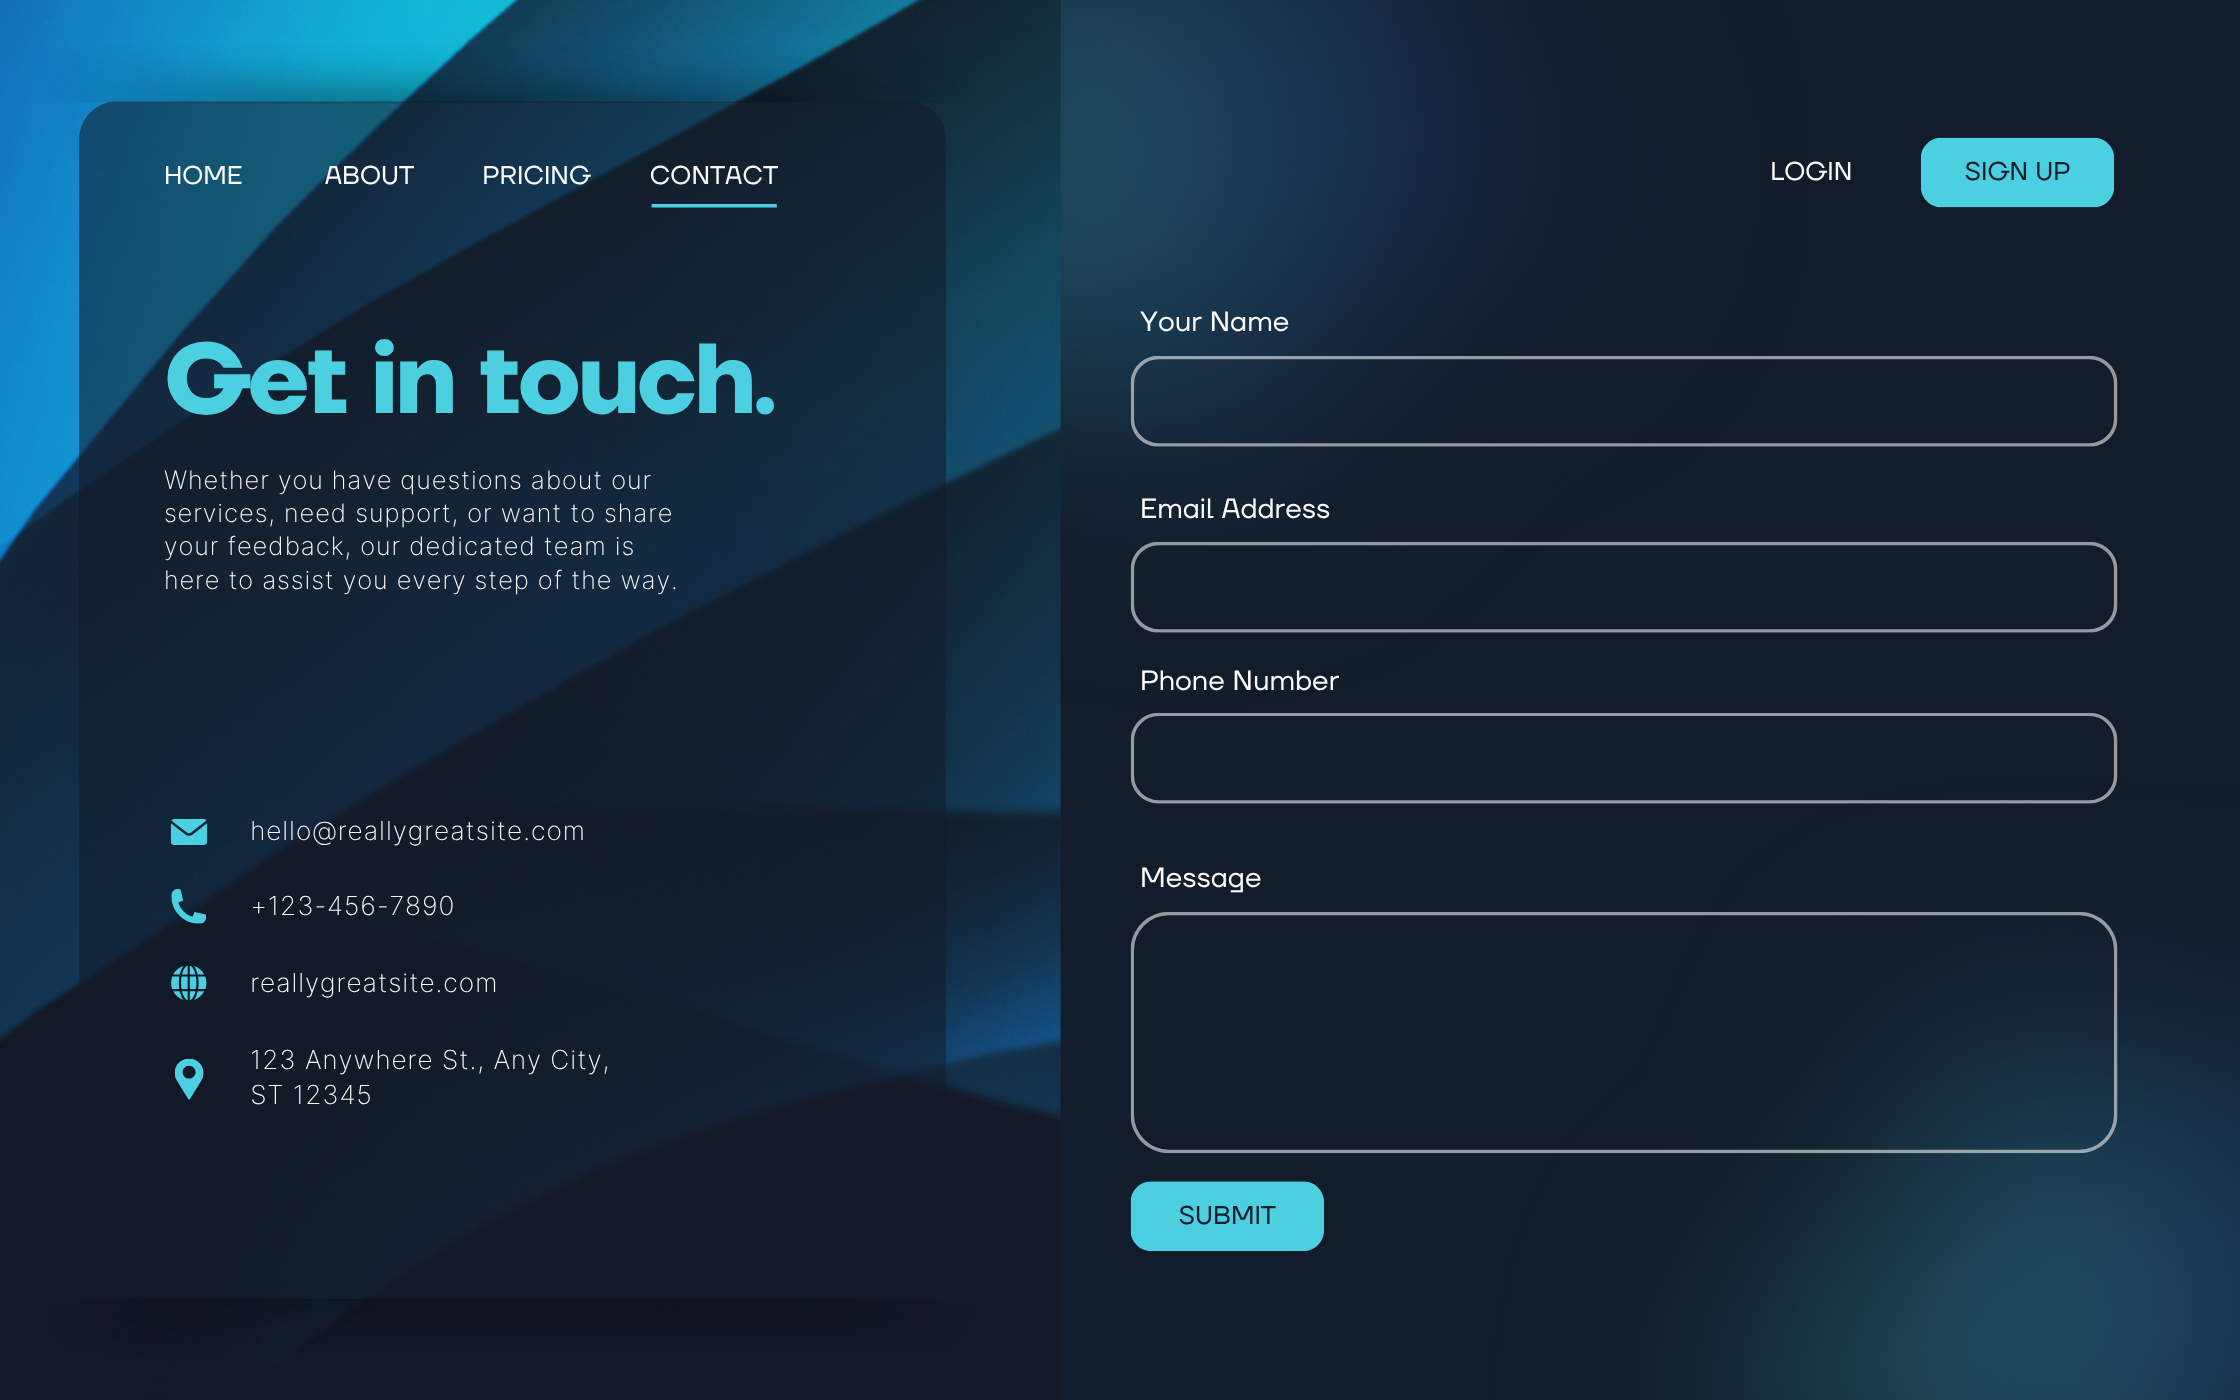 HOME ABOUT PRICING CONTACT
LOGIN SIGN UP
Get in touch.
Whether you have questions about our
services, need support, or want to share
your feedback, our dedicated team is
here to assist you every step of the way.
hello@reallygreatsite.com
+123-456-7890
reallygreatsite.com
123 Anywhere St., Any City,
ST 12345
Your Name
Email Address
Phone Number
Message
SUBMIT